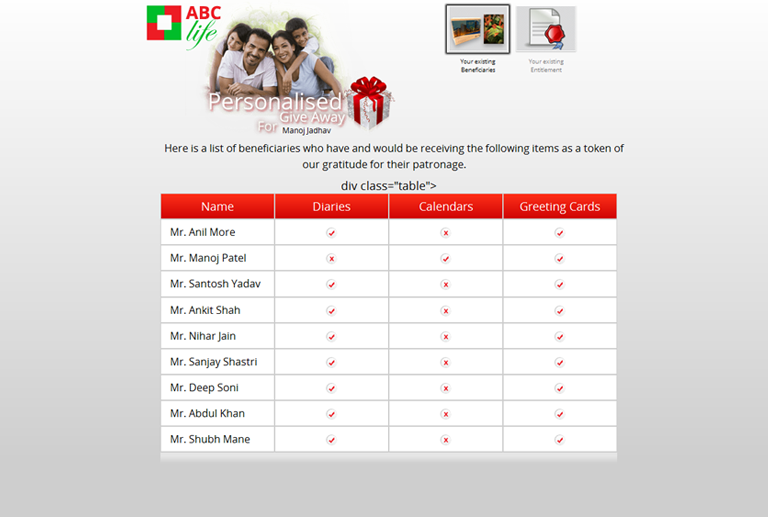 ABC
life
Personalised
Give Away
For Manoj Jadhav
Your existing
Beneficiaries
Your existing
Entitlement
Here is a list of beneficiaries who have and would be receiving the following items as a token of
our gratitude for their patronage.
div class="table">
Name Diaries Calendars Greeting Cards
Mr. Anil More
Mr. Manoj Patel
Mr. Santosh Yadav
Mr. Ankit Shah
Mr. Nihar Jain
Mr. Sanjay Shastri
Mr. Deep Soni
Mr. Abdul Khan
Mr. Shubh Mane